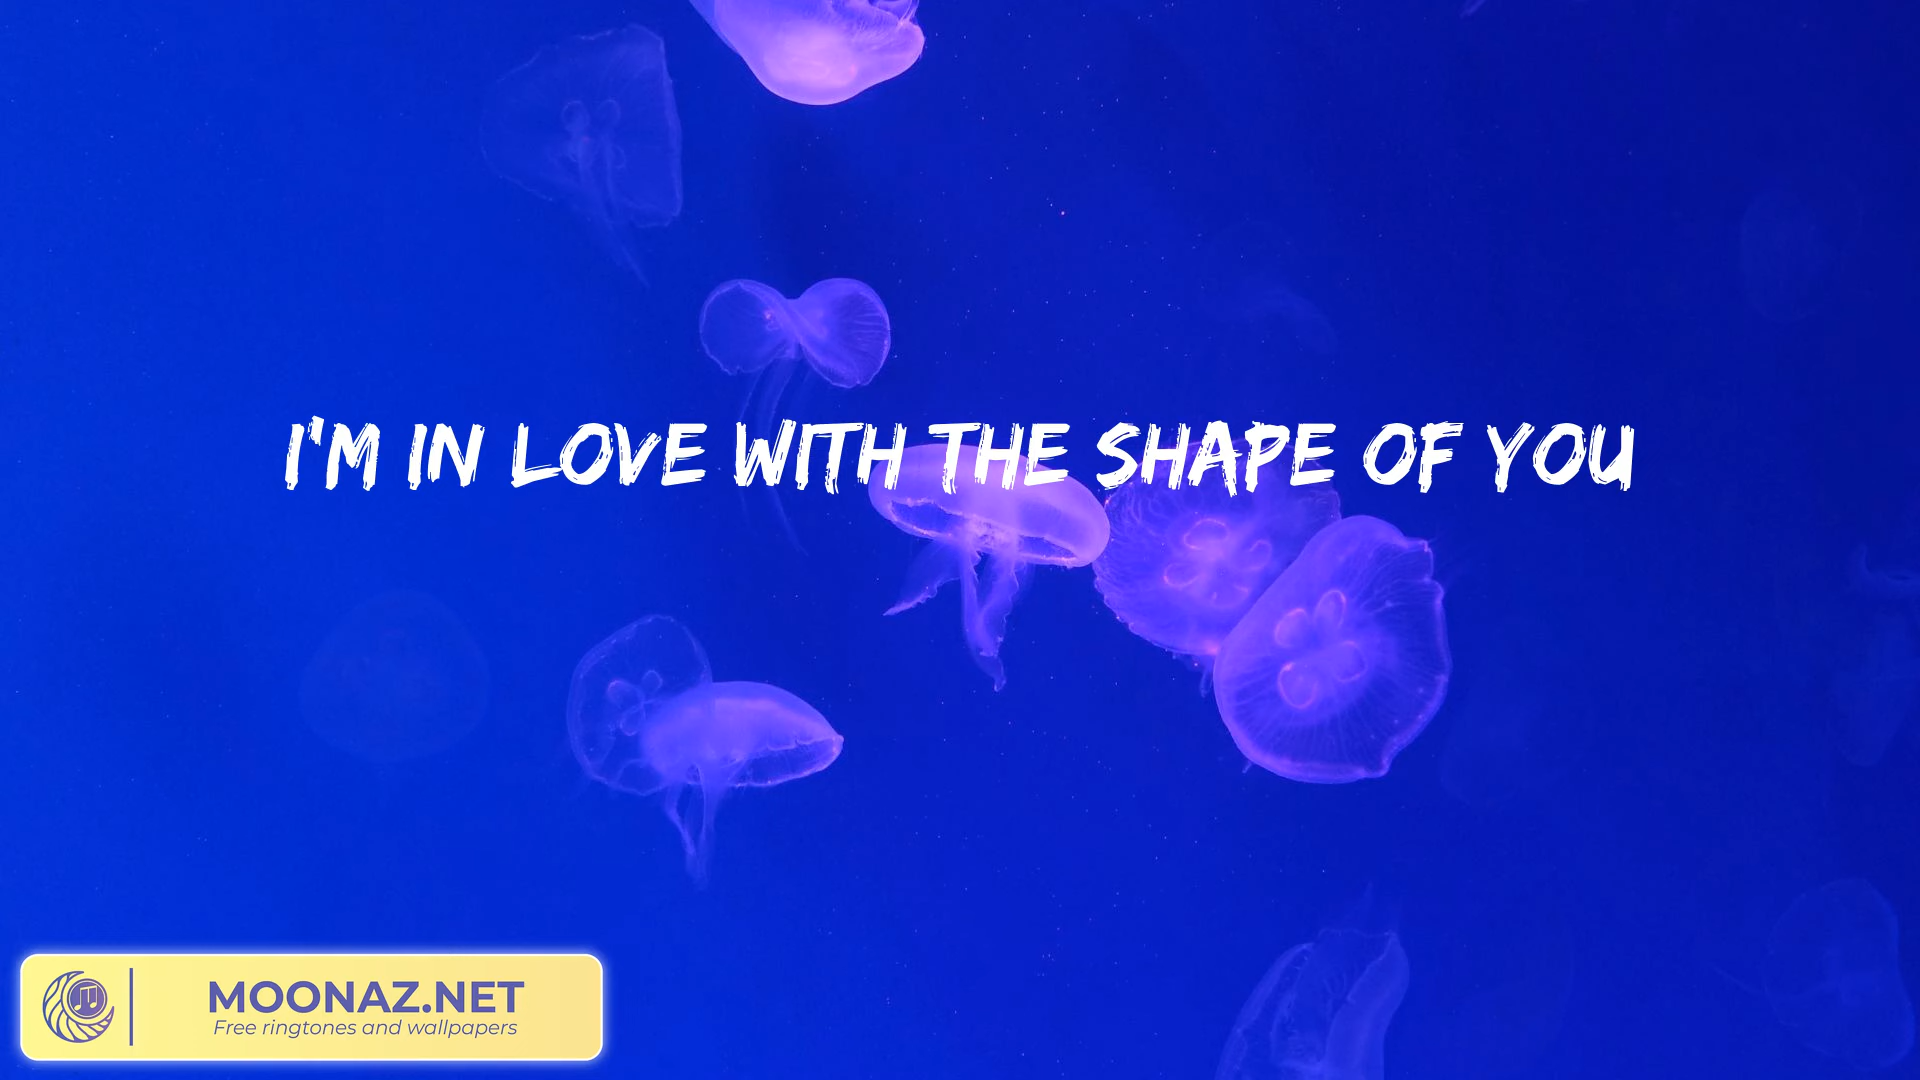 I'M IN LOVE WITH THE SHAPE OF YOU
MOONAZ.NET
Free ringtones and wallpapers